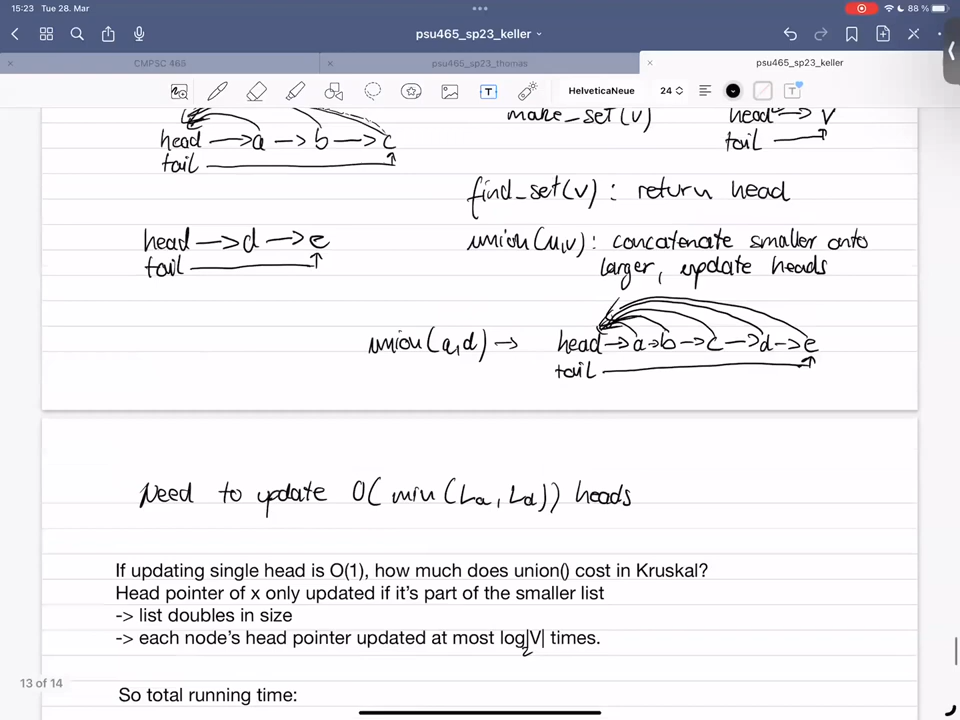 15:23 Tue 28. Mar
88 %
psu465_sp23_keller
CMPSC 465
psu465_sp23_thomas
psu465_sp23_keller
HelveticaNeue
24
make_set(v)
head → v
tail
head → a → b → c
tail
find_set(v) : return head
head → d → e
tail
union(u,v) : concatenate smaller onto
larger, update heads
union(a,d) → head → a → b → c → d → e
tail
Need to update O(min(La, Ld)) heads
If updating single head is O(1), how much does union() cost in Kruskal?
Head pointer of x only updated if it's part of the smaller list
-> list doubles in size
-> each node's head pointer updated at most log₂|V| times.
13 of 14
So total running time: